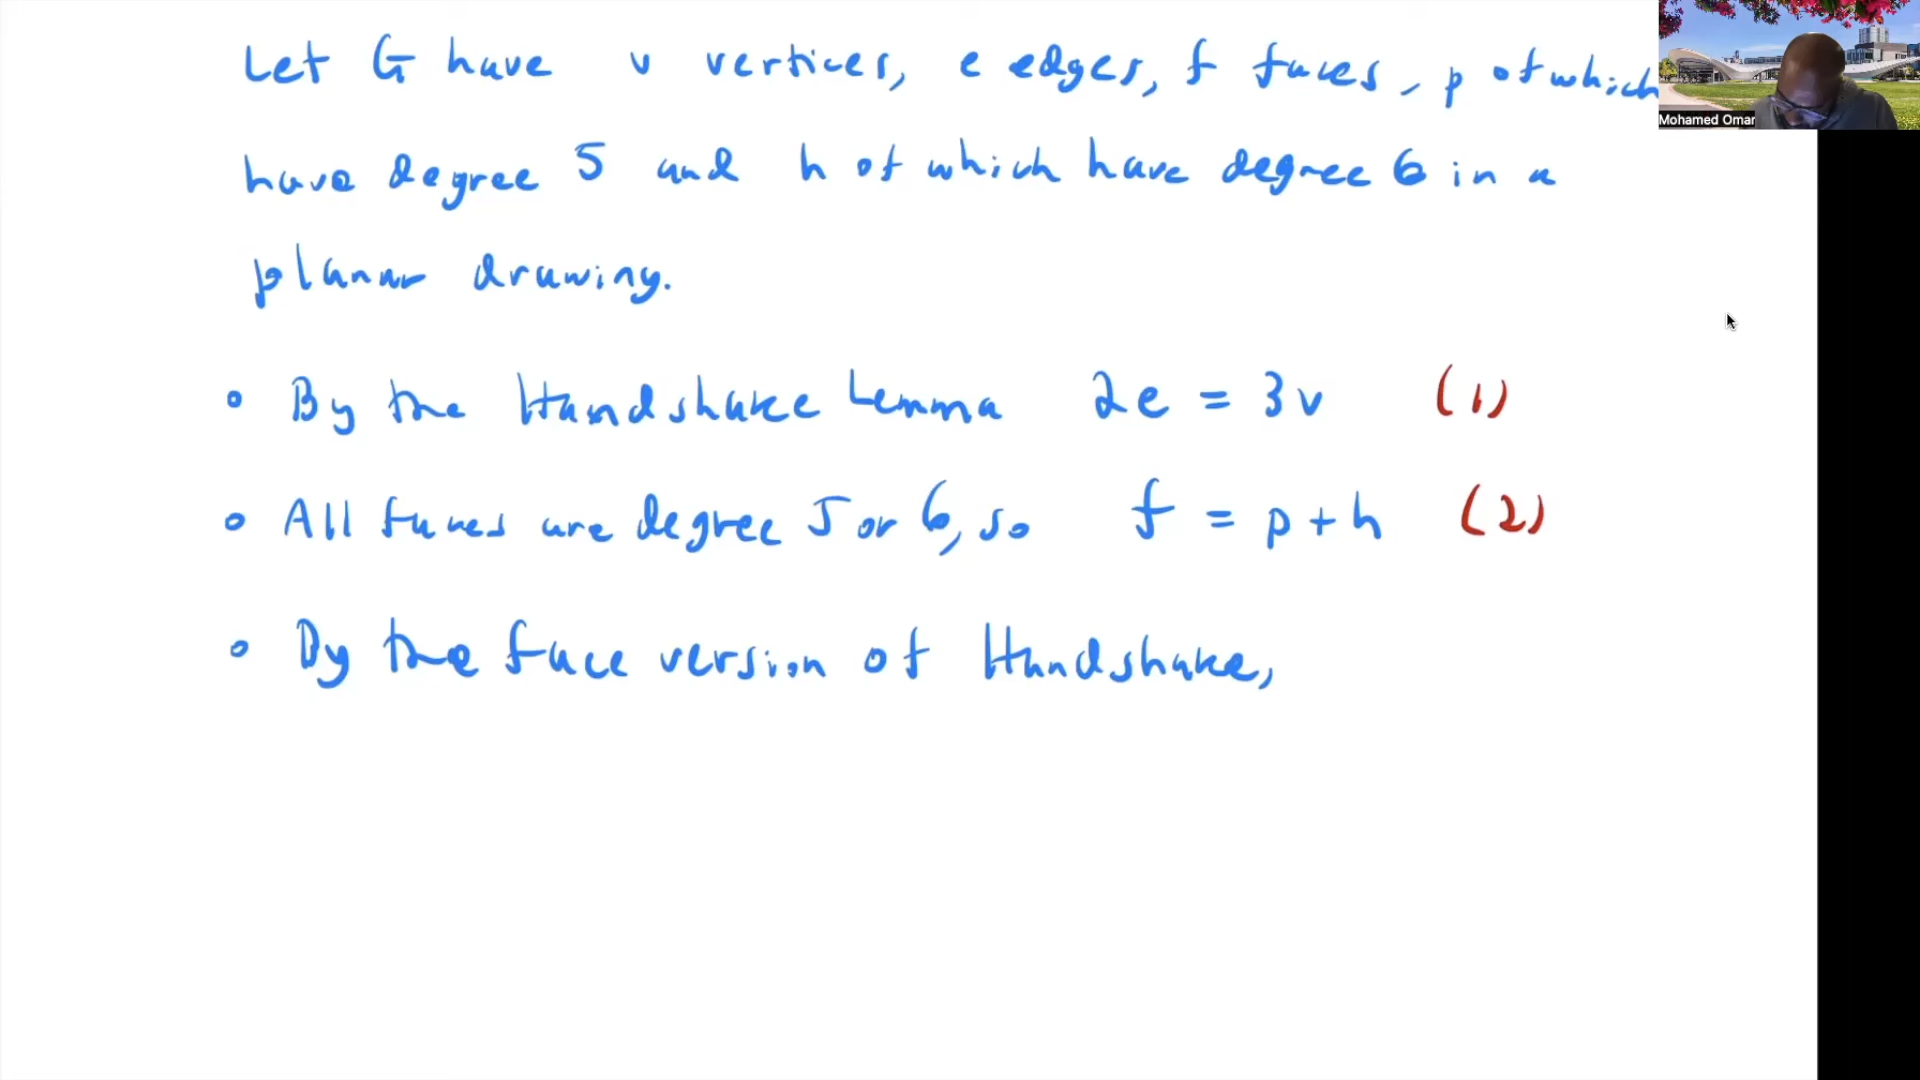 Let G have v vertices, e edges, f faces, p of which
Mohamed Omar
have degree 5 and h of which have degree 6 in a
planar drawing.
• By the Handshake Lemma 2e = 3v (1)
• All faces are degree 5 or 6, so f = p + h (2)
• By the face version of Handshake,